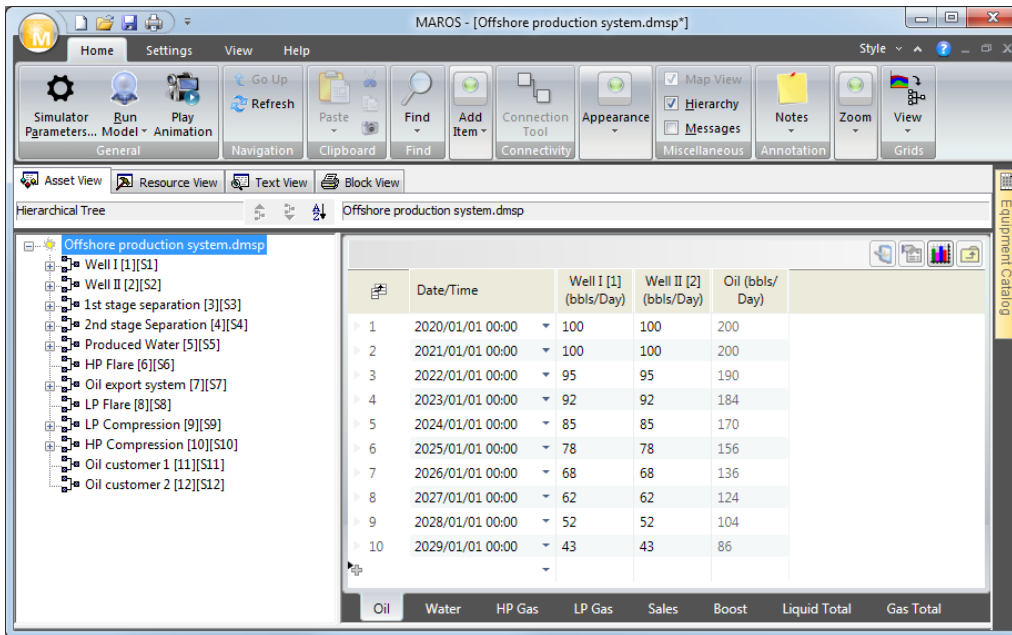 MAROS - [Offshore production system.dmsp*]
M
Home Settings View Help Style
Simulator Parameters... Run Model Play Animation
General
Go Up
Refresh
Navigation
Paste
Clipboard
Find
Find
Add Item
Connection Tool
Connectivity
Appearance
Map View
Hierarchy
Messages
Miscellaneous
Notes
Annotation
Zoom
View
Grids
Asset View Resource View Text View Block View
Hierarchical Tree Offshore production system.dmsp
Equipment Catalog
Offshore production system.dmsp
Well I [1][S1]
Well II [2][S2]
1st stage separation [3][S3]
2nd stage Separation [4][S4]
Produced Water [5][S5]
HP Flare [6][S6]
Oil export system [7][S7]
LP Flare [8][S8]
LP Compression [9][S9]
HP Compression [10][S10]
Oil customer 1 [11][S11]
Oil customer 2 [12][S12]
Date/Time Well I [1] (bbls/Day) Well II [2] (bbls/Day) Oil (bbls/Day)
1 2020/01/01 00:00 100 100 200
2 2021/01/01 00:00 100 100 200
3 2022/01/01 00:00 95 95 190
4 2023/01/01 00:00 92 92 184
5 2024/01/01 00:00 85 85 170
6 2025/01/01 00:00 78 78 156
7 2026/01/01 00:00 68 68 136
8 2027/01/01 00:00 62 62 124
9 2028/01/01 00:00 52 52 104
10 2029/01/01 00:00 43 43 86
Oil Water HP Gas LP Gas Sales Boost Liquid Total Gas Total